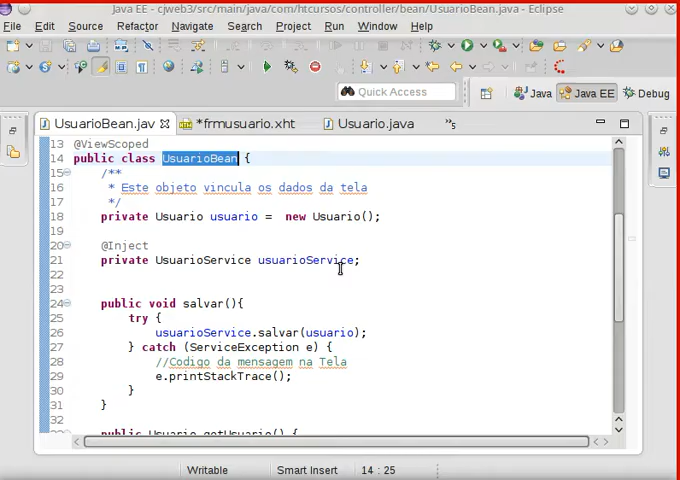 Java EE - cjweb3/src/main/java/com/htcursos/controller/bean/UsuarioBean.java - Eclipse
File Edit Source Refactor Navigate Search Project Run Window Help
Quick Access Java Java EE Debug
UsuarioBean.jav *frmusuario.xht Usuario.java »5
13 @ViewScoped
14 public class UsuarioBean {
15 /**
16 * Este objeto vincula os dados da tela
17 */
18 private Usuario usuario = new Usuario();
19
20 @Inject
21 private UsuarioService usuarioService;
22
23
24 public void salvar(){
25 try {
26 usuarioService.salvar(usuario);
27 } catch (ServiceException e) {
28 //Codigo da mensagem na Tela
29 e.printStackTrace();
30 }
31 }
32
public Usuario getUsuario() {
Writable Smart Insert 14 : 25